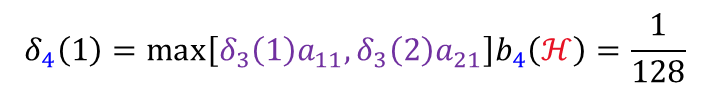 δ₄(1) = max[δ₃(1)a₁₁, δ₃(2)a₂₁]b₄(ℋ) = 1/128